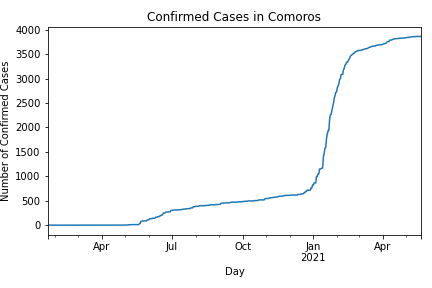 Confirmed Cases in Comoros
Number of Confirmed Cases
4000
3500
3000
2500
2000
1500
1000
500
0
Apr
Jul
Oct
Jan
2021
Apr
Day